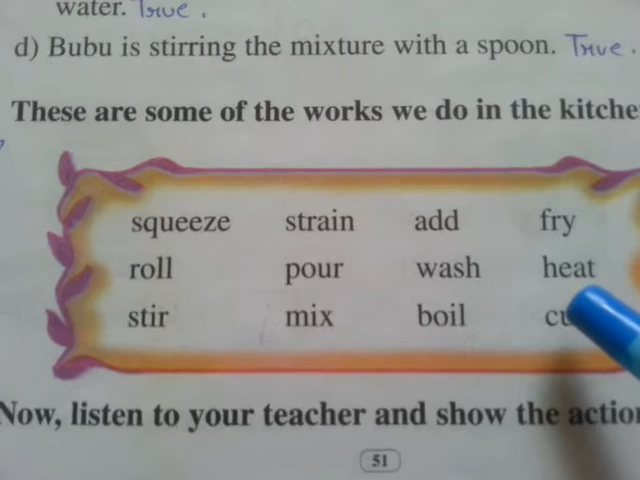 water. True.
d) Bubu is stirring the mixture with a spoon. True.
These are some of the works we do in the
squeeze strain add fry
roll pour wash heat
stir mix boil
Now, listen to your teacher and show the
51